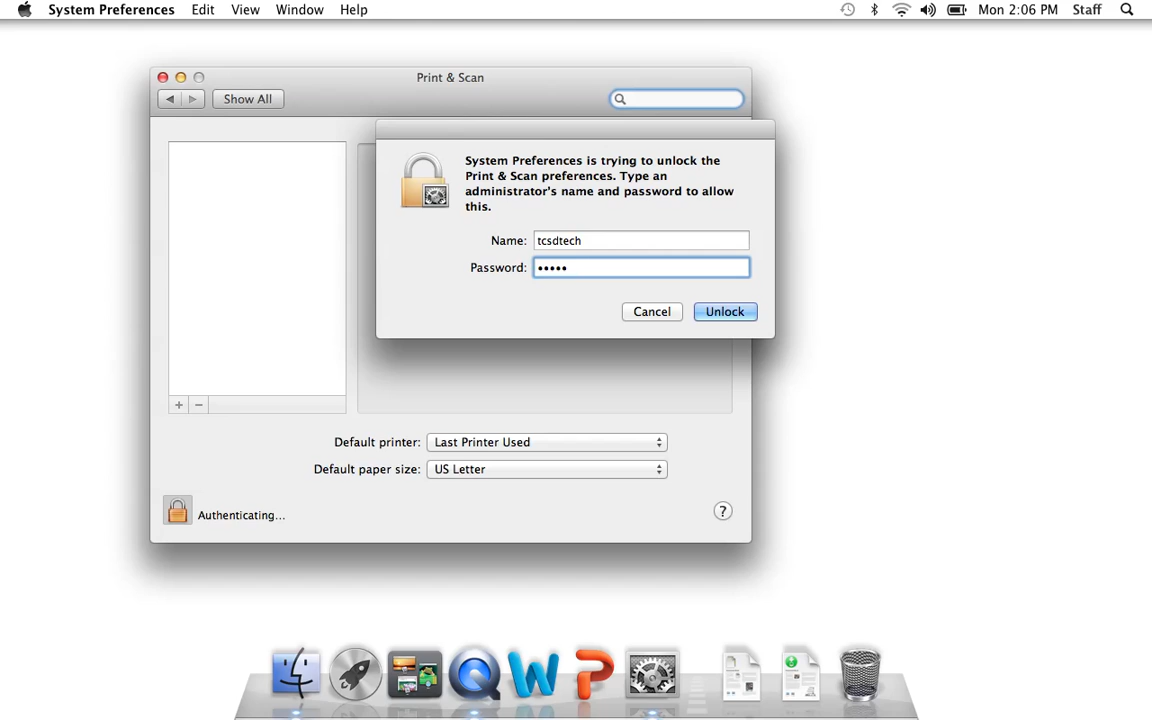 System Preferences Edit View Window Help Mon 2:06 PM Staff
Print & Scan
Show All
System Preferences is trying to unlock the
Print & Scan preferences. Type an
administrator's name and password to allow
this.
Name: tcsdtech
Password: •••••
Cancel Unlock
+ −
Default printer: Last Printer Used
Default paper size: US Letter
Authenticating...
?